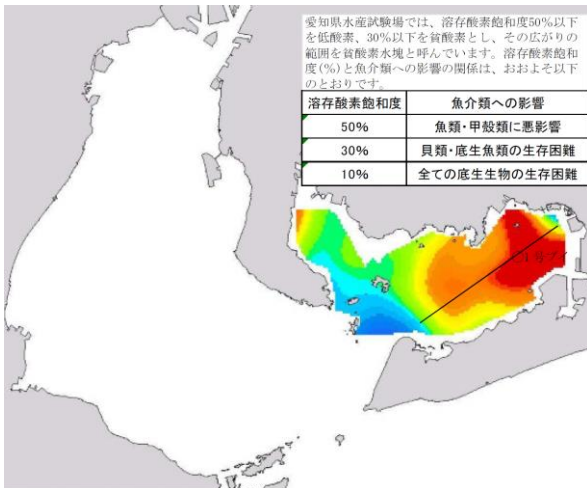 愛知県水産試験場では、溶存酸素飽和度50%以下
を低酸素、30%以下を貧酸素とし、その広がりの
範囲を貧酸素水塊と呼んでいます。溶存酸素飽和
度(%)と魚介類への影響の関係は、おおよそ以下
のとおりです。
溶存酸素飽和度 魚介類への影響
50% 魚類・甲殻類に悪影響
30% 貝類・底生魚類の生存困難
10% 全ての底生生物の生存困難
1号ブイ